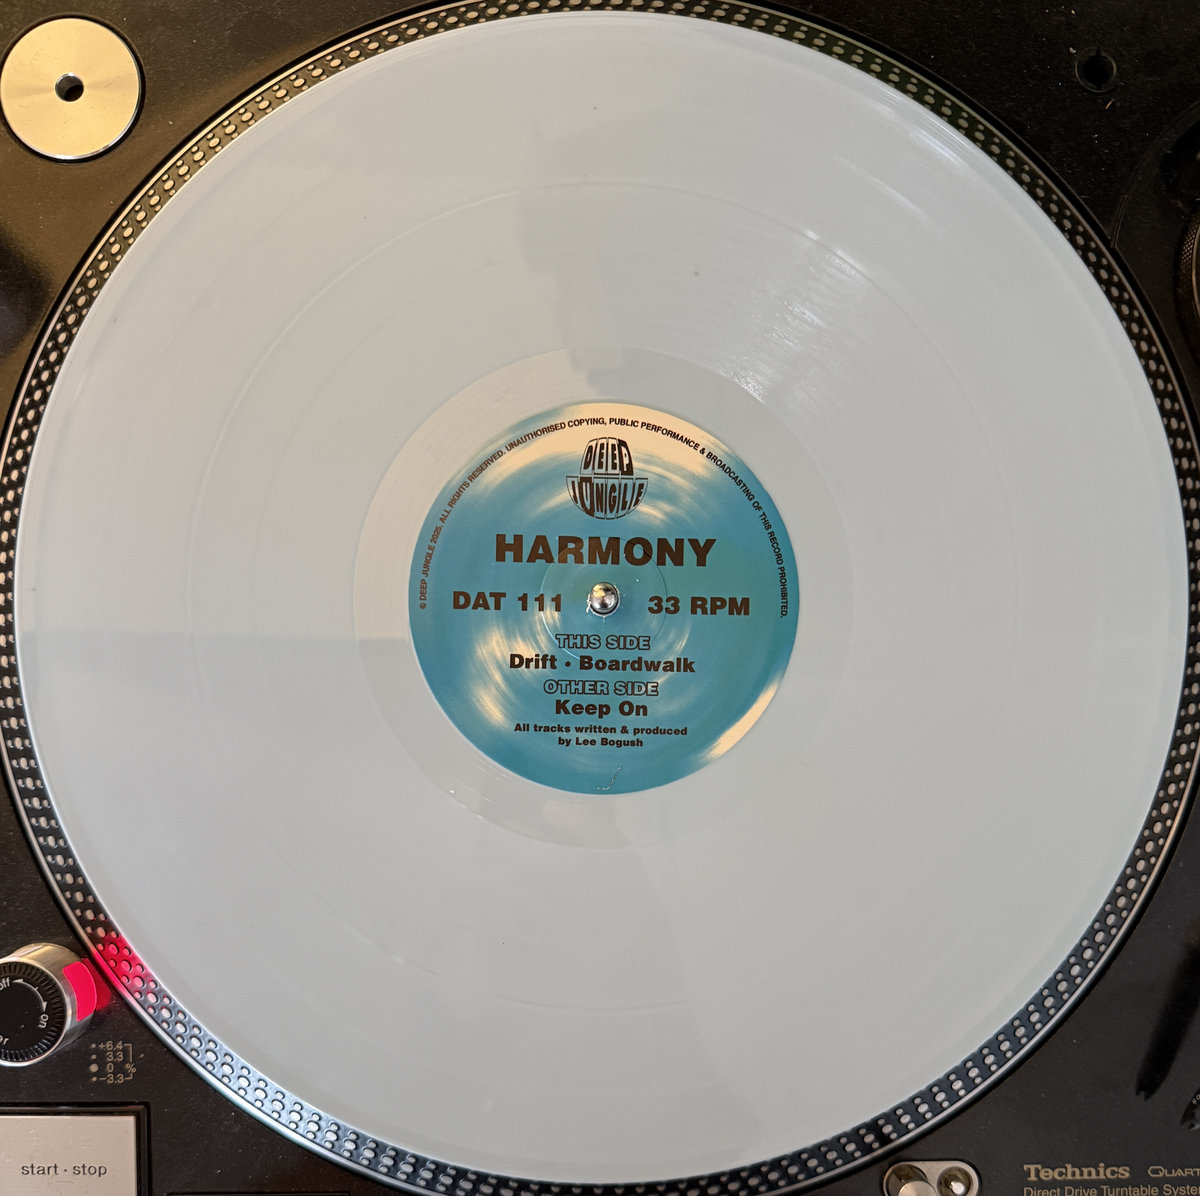 © DEEP JUNGLE 2025. ALL RIGHTS RESERVED. UNAUTHORISED COPYING, PUBLIC PERFORMANCE & BROADCASTING OF THIS RECORD PROHIBITED.
DEEP
JUNGLE
HARMONY
DAT 111 33 RPM
THIS SIDE
Drift · Boardwalk
OTHER SIDE
Keep On
All tracks written & produced
by Lee Bogush
off
on
+6.4
3.3
0 %
−3.3
start · stop
Technics
Direct Drive Turntable